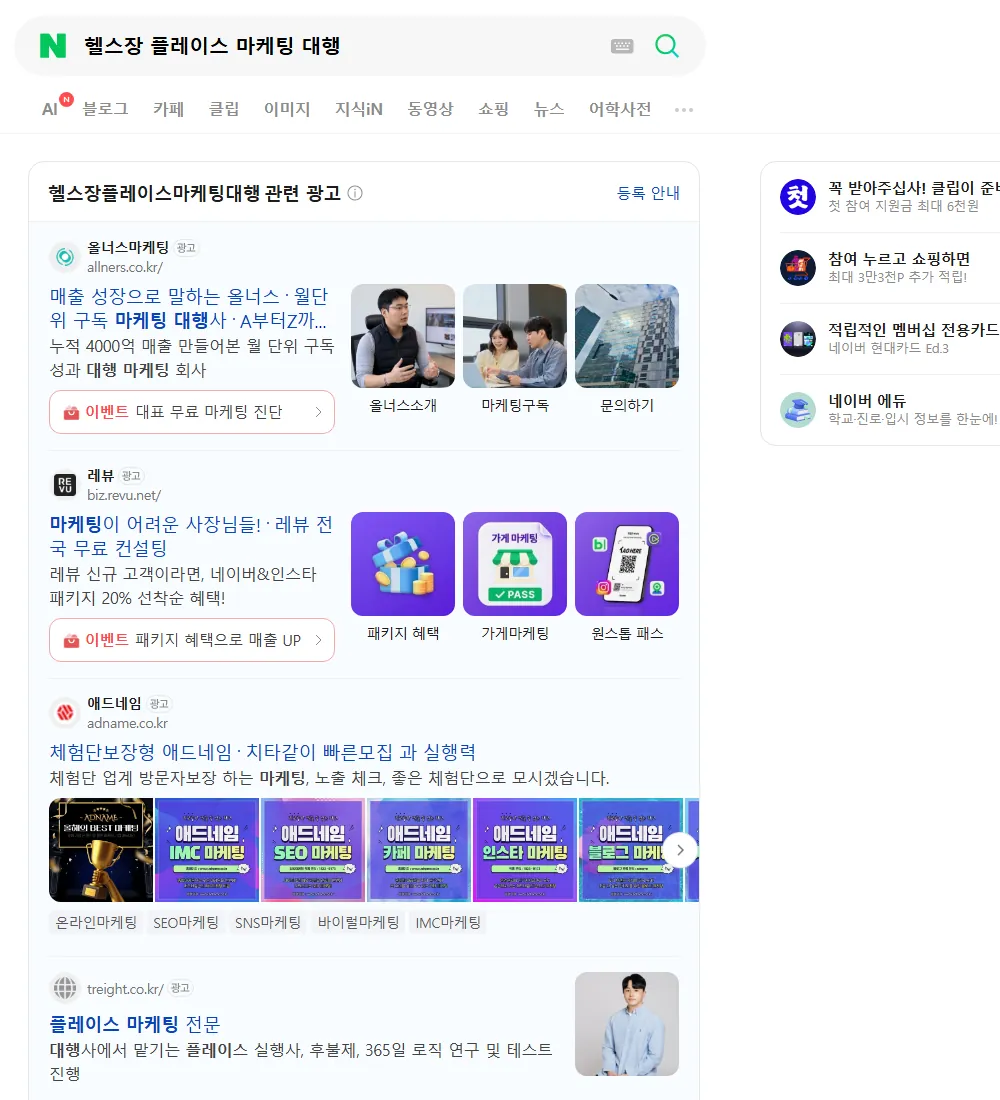 헬스장 플레이스 마케팅 대행
AI N 블로그 카페 클립 이미지 지식iN 동영상 쇼핑 뉴스 어학사전
헬스장플레이스마케팅대행 관련 광고
등록 안내
올너스마케팅 광고
allners.co.kr/
매출 성장으로 말하는 올너스 · 월단
위 구독 마케팅 대행사 · A부터Z까...
누적 4000억 매출 만들어본 월 단위 구독
성과 대행 마케팅 회사
이벤트 대표 무료 마케팅 진단
올너스소개
마케팅구독
문의하기
REVU
레뷰 광고
biz.revu.net/
마케팅이 어려운 사장님들! · 레뷰 전
국 무료 컨설팅
레뷰 신규 고객이라면, 네이버&인스타
패키지 20% 선착순 혜택!
이벤트 패키지 혜택으로 매출 UP
가게 마케팅
PASS
패키지 혜택
가게마케팅
원스톱 패스
애드네임 광고
adname.co.kr
체험단보장형 애드네임 · 치타같이 빠른모집 과 실행력
체험단 업계 방문자보장 하는 마케팅, 노출 체크, 좋은 체험단으로 모시겠습니다.
- ADNAME -
올해의 BEST 마케팅
애드네임
IMC 마케팅
애드네임
SEO 마케팅
애드네임
카페 마케팅
애드네임
인스타 마케팅
애드네임
블로그 마케
온라인마케팅 SEO마케팅 SNS마케팅 바이럴마케팅 IMC마케팅
treight.co.kr/ 광고
플레이스 마케팅 전문
대행사에서 맡기는 플레이스 실행사, 후불제, 365일 로직 연구 및 테스트
진행
첫
꼭 받아주십사! 클립이 준비
첫 참여 지원금 최대 6천원
참여 누르고 쇼핑하면
최대 3만3천P 추가 적립!
적립적인 멤버십 전용카드
네이버 현대카드 Ed.3
네이버 에듀
학교·진로·입시 정보를 한눈에!